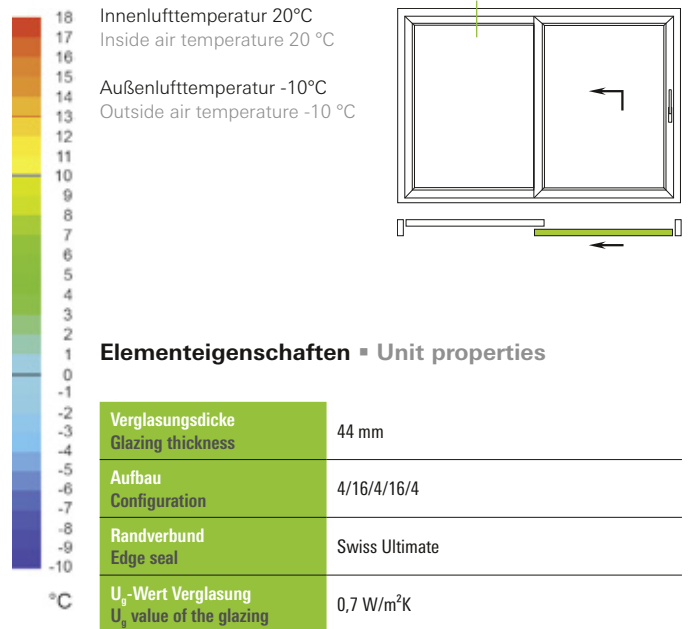 18
17
16
15
14
13
12
11
10
9
8
7
6
5
4
3
2
1
0
-1
-2
-3
-4
-5
-6
-7
-8
-9
-10
°C
Innenlufttemperatur 20°C
Inside air temperature 20 °C
Außenlufttemperatur -10°C
Outside air temperature -10 °C
Elementeigenschaften ▪ Unit properties
Verglasungsdicke
Glazing thickness
44 mm
Aufbau
Configuration
4/16/4/16/4
Randverbund
Edge seal
Swiss Ultimate
Ug-Wert Verglasung
Ug value of the glazing
0,7 W/m²K